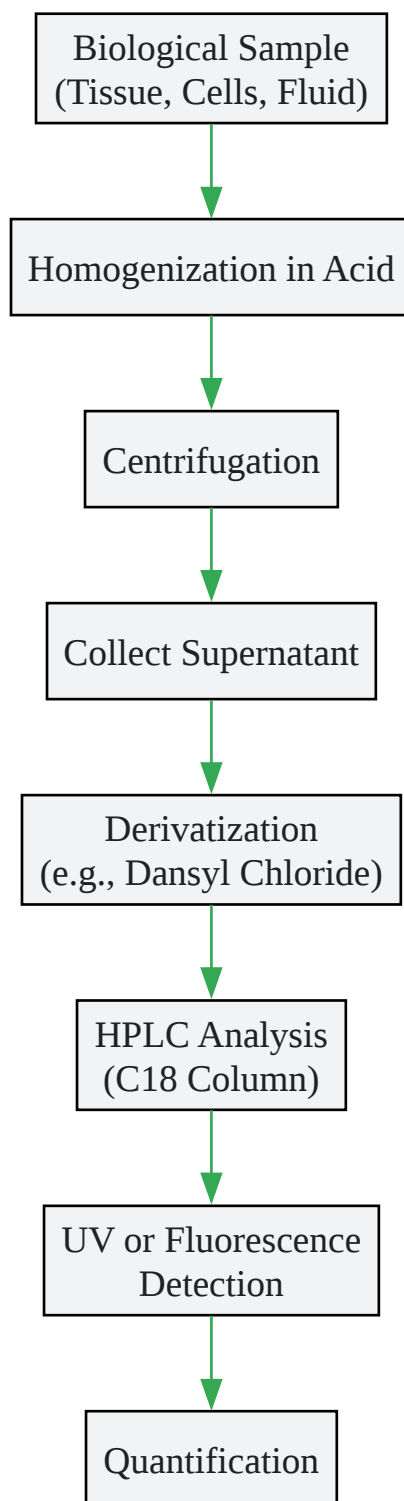 Biological Sample
(Tissue, Cells, Fluid)
Homogenization in Acid
Centrifugation
Collect Supernatant
Derivatization
(e.g., Dansyl Chloride)
HPLC Analysis
(C18 Column)
UV or Fluorescence
Detection
Quantification